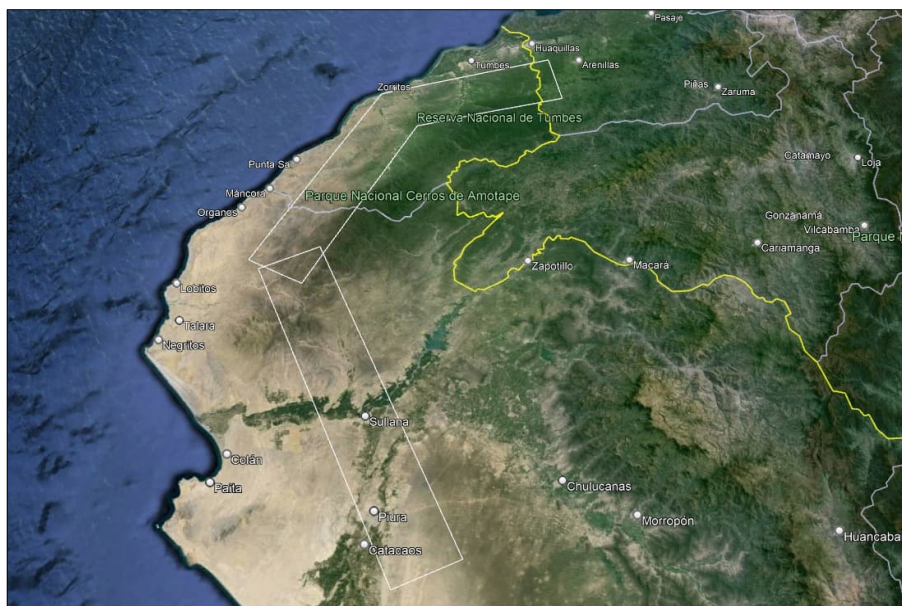 Pasaje
Huaquillas
Tumbes
Arenillas
Zorritos
Piñas
Zaruma
Reserva Nacional de Tumbes
Punta Sa
Catamayo
Loja
Máncora
Parque Nacional Cerros de Amotape
Organos
Gonzanamá
Vilcabamba
Parque N
Cariamanga
Zapotillo
Macará
Lobitos
Talara
Negritos
Sullana
Colán
Paita
Chulucanas
Piura
Morropón
Huancaba
Catacaos